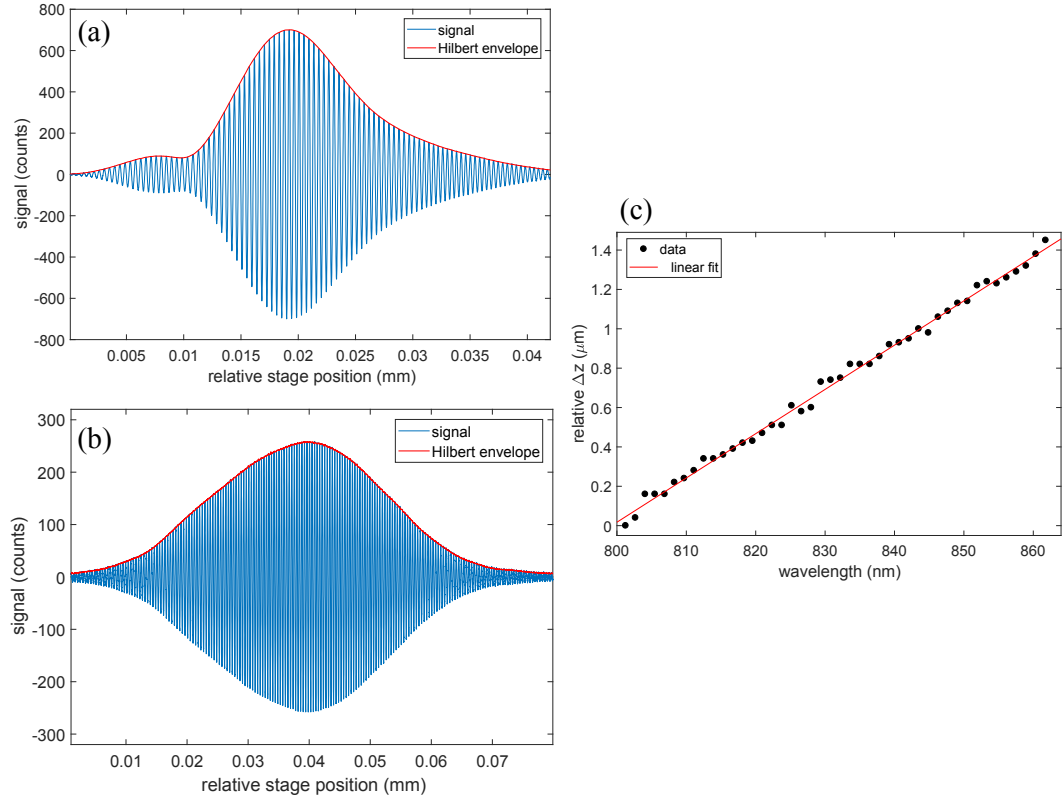 (a)
signal
Hilbert envelope
800
600
400
200
0
-200
-400
-600
-800
signal (counts)
0.005 0.01 0.015 0.02 0.025 0.03 0.035 0.04
relative stage position (mm)
(b)
signal
Hilbert envelope
300
200
100
0
-100
-200
-300
signal (counts)
0.01 0.02 0.03 0.04 0.05 0.06 0.07
relative stage position (mm)
(c)
data
linear fit
1.4
1.2
1
0.8
0.6
0.4
0.2
0
relative Δz (μm)
800 810 820 830 840 850 860
wavelength (nm)